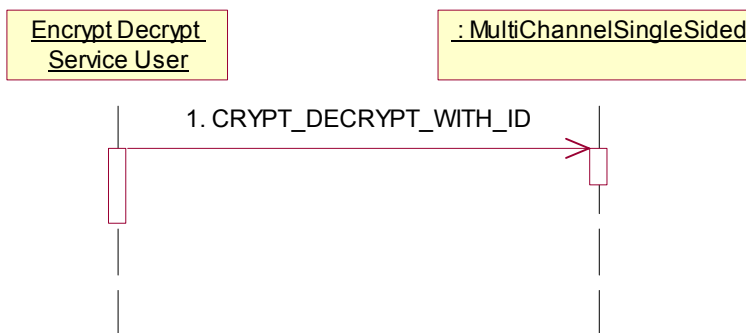 Encrypt Decrypt
Service User
: MultiChannelSingleSided
1. CRYPT_DECRYPT_WITH_ID